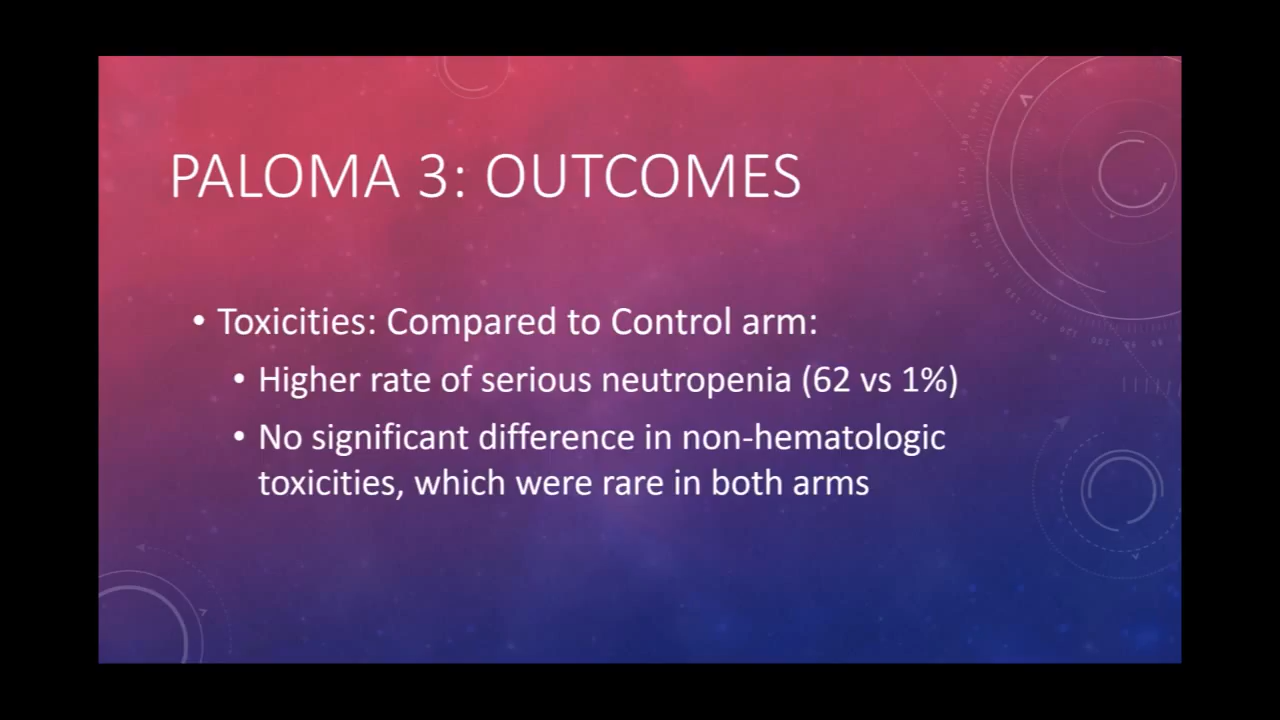 PALOMA 3: OUTCOMES
• Toxicities: Compared to Control arm:
• Higher rate of serious neutropenia (62 vs 1%)
• No significant difference in non-hematologic
toxicities, which were rare in both arms